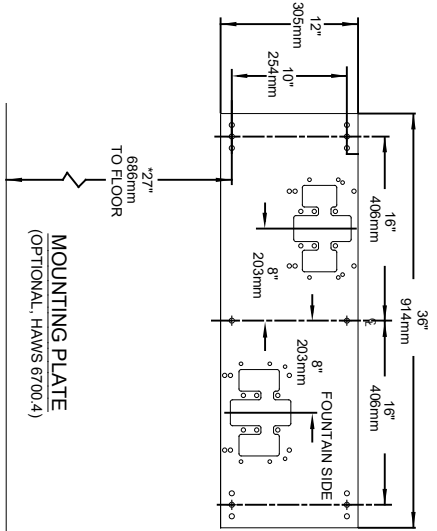 36"
914mm
16"
406mm
16"
406mm
12"
305mm
10"
254mm
8"
203mm
8"
203mm
FOUNTAIN SIDE
*27"
686mm
TO FLOOR
MOUNTING PLATE
(OPTIONAL, HAWS 6700.4)